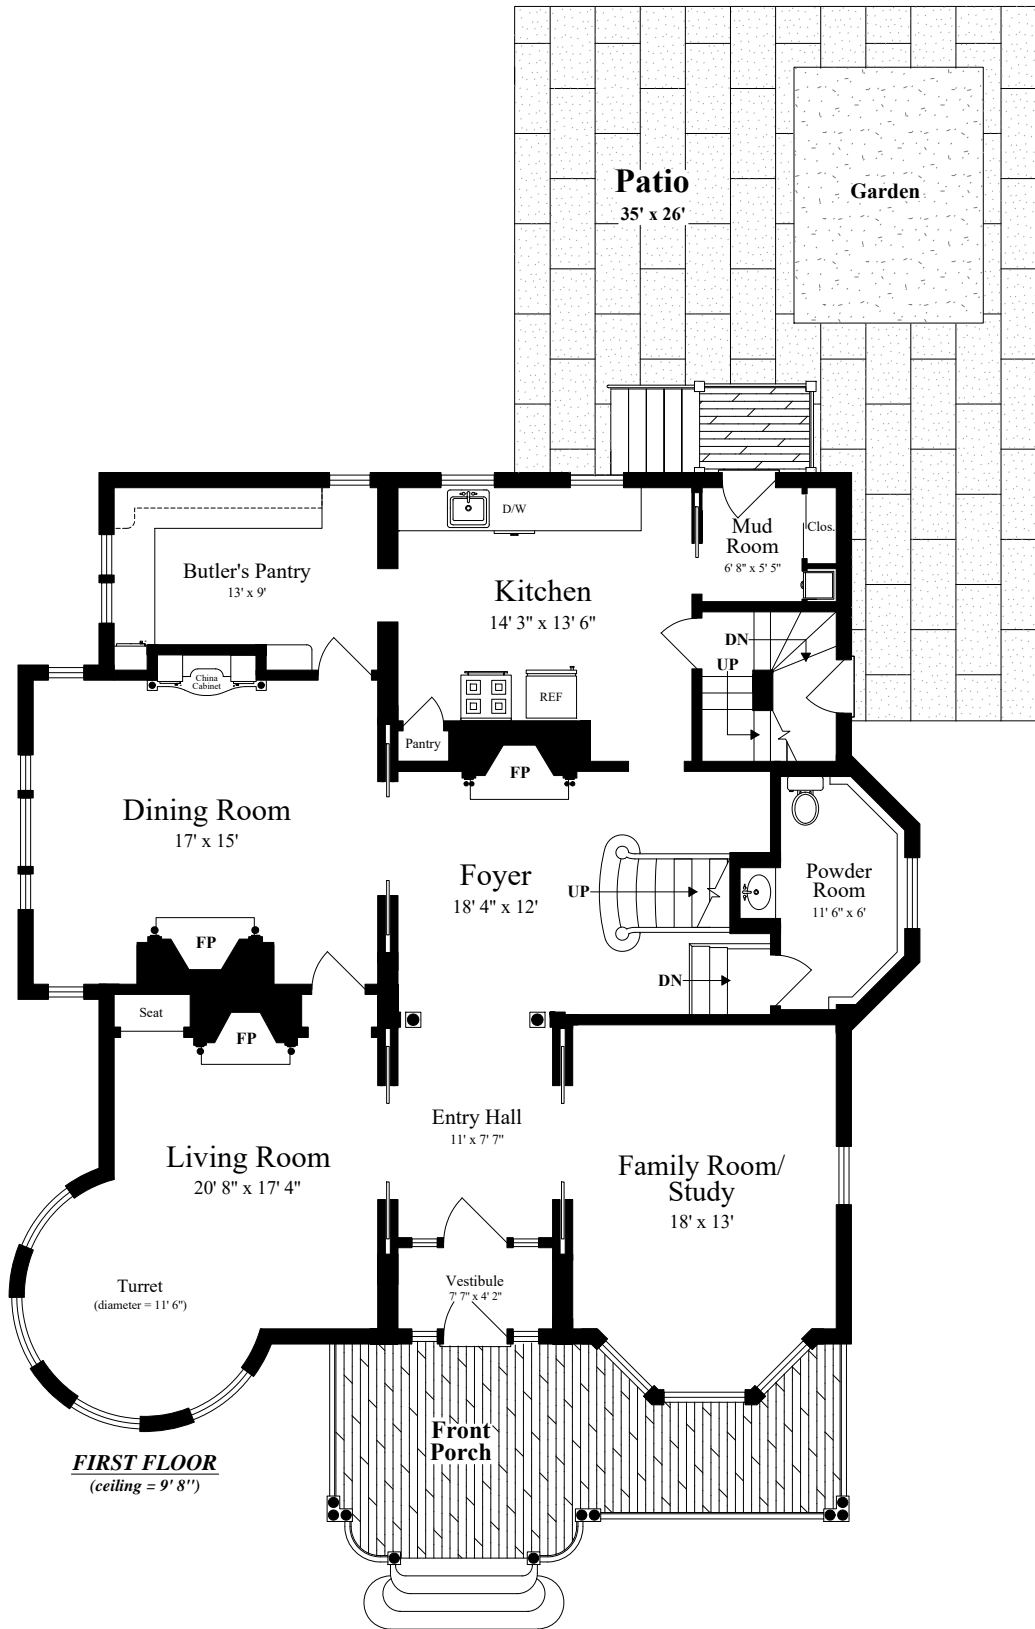 Patio
35' x 26'
Garden
D/W
Mud
Room
6' 8" x 5' 5"
Clos.
Butler's Pantry
13' x 9'
Kitchen
14' 3" x 13' 6"
DN
UP
China
Cabinet
REF
Pantry
FP
Dining Room
17' x 15'
Foyer
18' 4" x 12'
UP
Powder
Room
11' 6" x 6'
FP
DN
Seat
FP
Entry Hall
11' x 7' 7"
Living Room
20' 8" x 17' 4"
Family Room/
Study
18' x 13'
Turret
(diameter = 11' 6")
Vestibule
7' 7" x 4' 2"
Front
Porch
FIRST FLOOR
(ceiling = 9' 8")